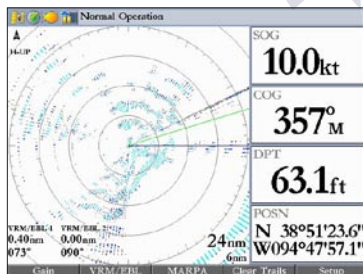 Normal Operation
H-UP
SOG
10.0kt
COG
357°M
DPT
63.1ft
POSN
N 38°51'23.6"
W094°47'57.1"
VRM/EBL 1 VRM/EBL 2
0.40nm 0.00nm
073° 090°
24nm
6nm
Gain VRM/EBL MARPA Clear Trails Setup